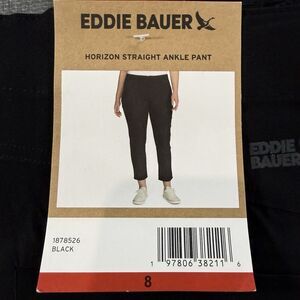 EDDIE BAUER
HORIZON STRAIGHT ANKLE PANT
EDDIE
BAUER
1878526
BLACK
1 97806 38211 6
8